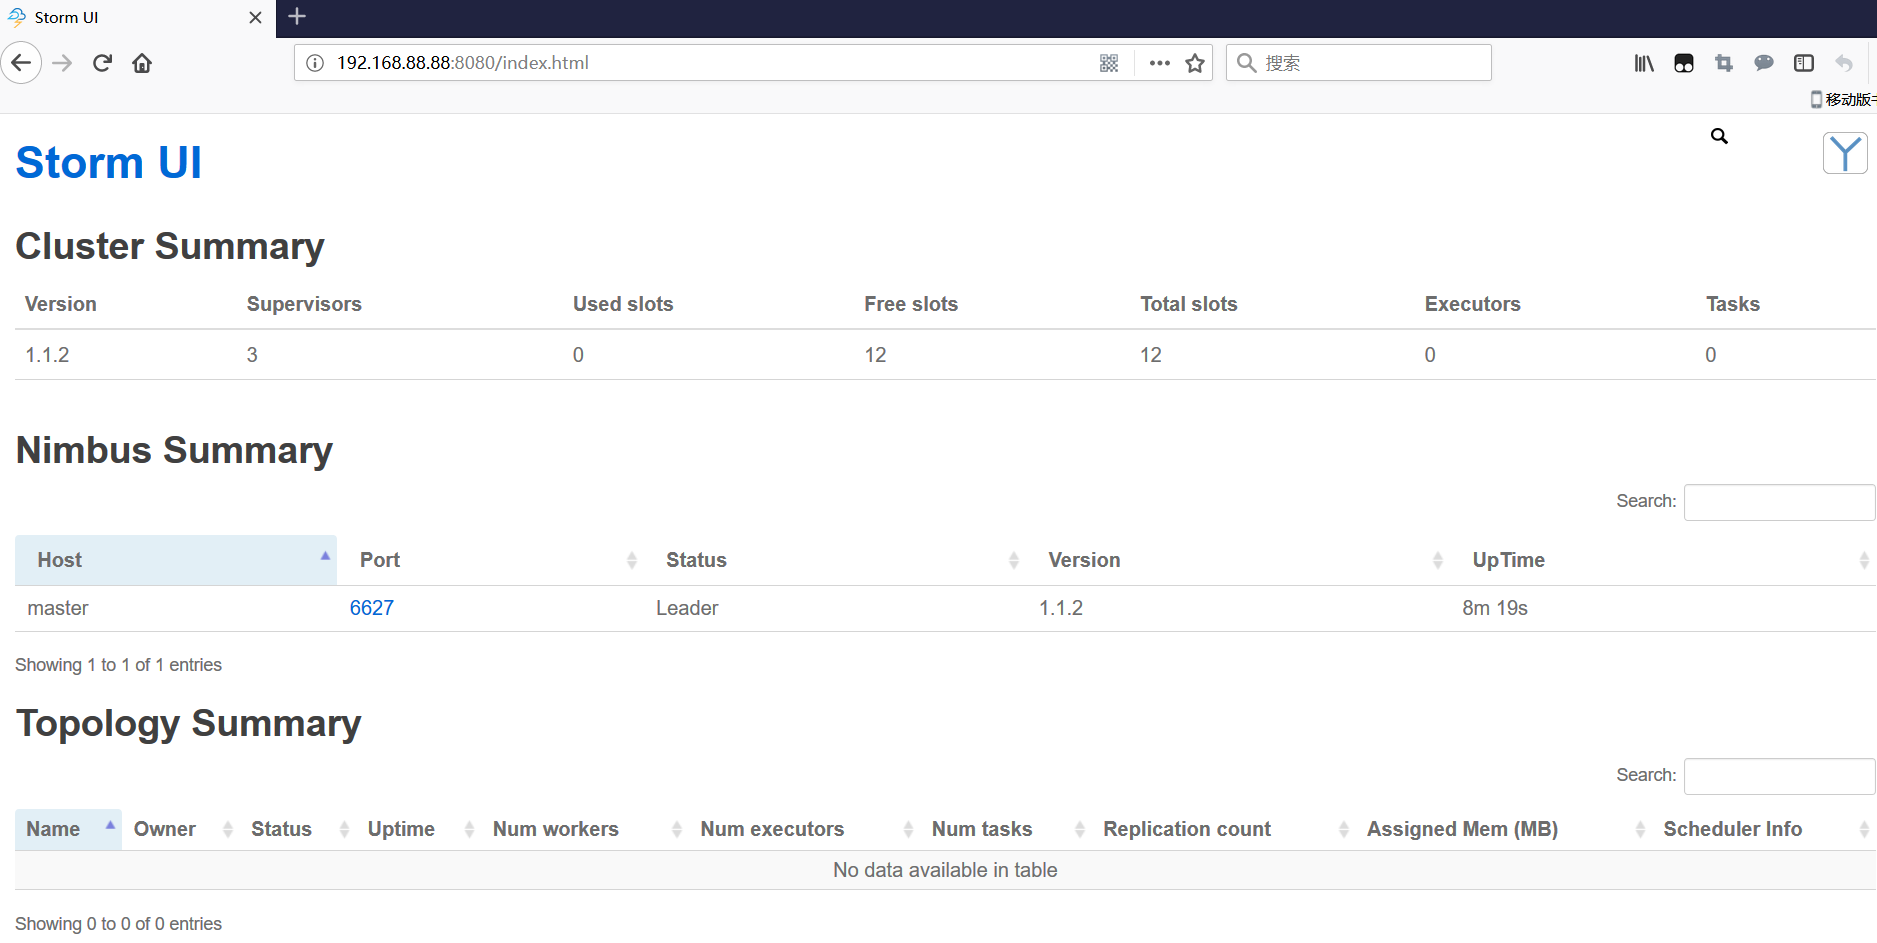 Storm UI
192.168.88.88:8080/index.html
搜索
移动版
Storm UI
Cluster Summary
Version Supervisors Used slots Free slots Total slots Executors Tasks
1.1.2 3 0 12 12 0 0
Nimbus Summary
Search:
Host Port Status Version UpTime
master 6627 Leader 1.1.2 8m 19s
Showing 1 to 1 of 1 entries
Topology Summary
Search:
Name Owner Status Uptime Num workers Num executors Num tasks Replication count Assigned Mem (MB) Scheduler Info
No data available in table
Showing 0 to 0 of 0 entries